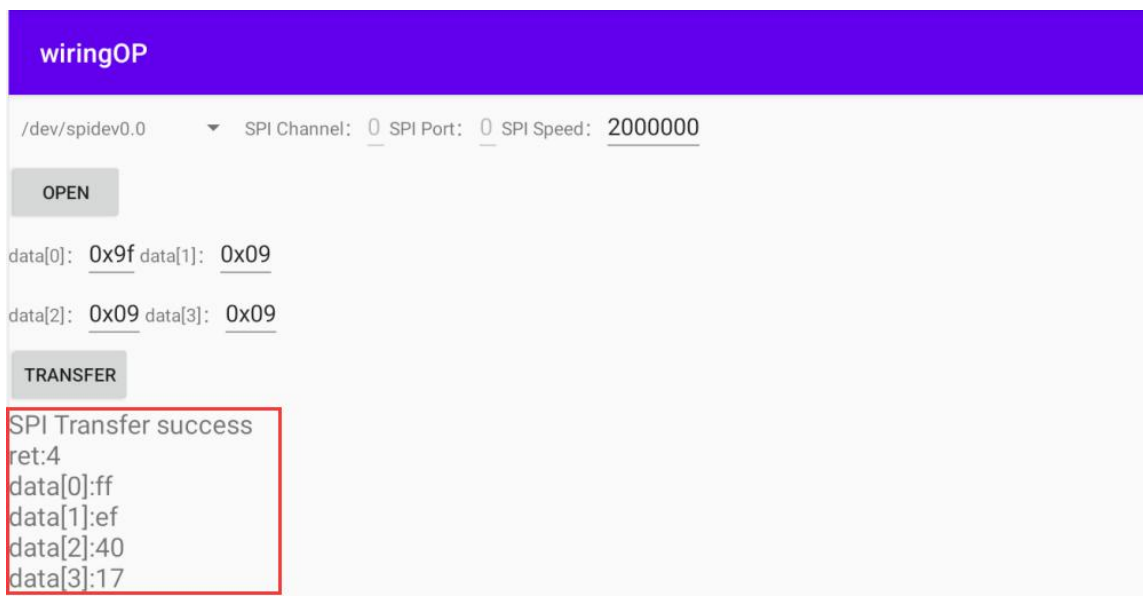 wiringOP
/dev/spidev0.0 SPI Channel: 0 SPI Port: 0 SPI Speed: 2000000
OPEN
data[0]: 0x9f data[1]: 0x09
data[2]: 0x09 data[3]: 0x09
TRANSFER
SPI Transfer success
ret:4
data[0]:ff
data[1]:ef
data[2]:40
data[3]:17